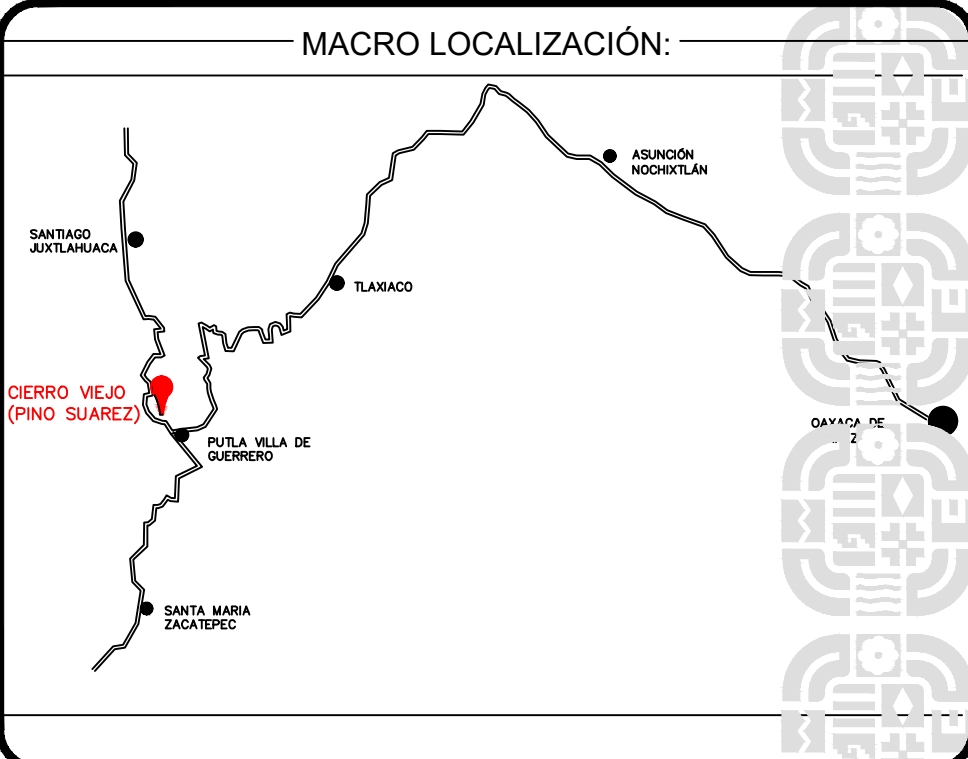 MACRO LOCALIZACIÓN:
ASUNCIÓN
NOCHIXTLÁN
SANTIAGO
JUXTLAHUACA
TLAXIACO
CIERRO VIEJO
(PINO SUAREZ)
OAXACA DE
PUTLA VILLA DE
GUERRERO
SANTA MARIA
ZACATEPEC